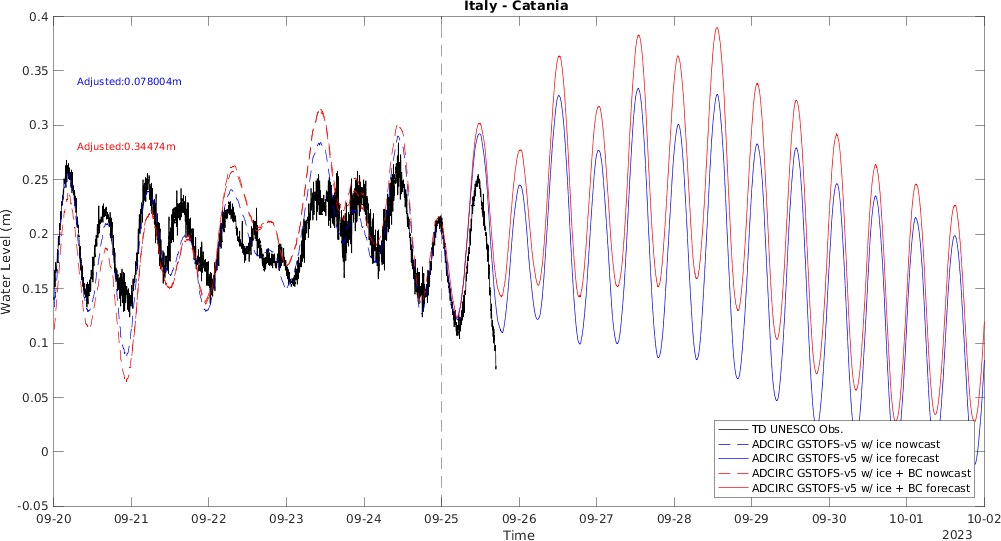 Italy - Catania
0.4
0.35
0.3
0.25
0.2
0.15
0.1
0.05
0
-0.05
Water Level (m)
Adjusted:0.078004m
Adjusted:0.34474m
TD UNESCO Obs.
ADCIRC GSTOFS-v5 w/ ice nowcast
ADCIRC GSTOFS-v5 w/ ice forecast
ADCIRC GSTOFS-v5 w/ ice + BC nowcast
ADCIRC GSTOFS-v5 w/ ice + BC forecast
09-20 09-21 09-22 09-23 09-24 09-25 09-26 09-27 09-28 09-29 09-30 10-01 10-02
Time
2023